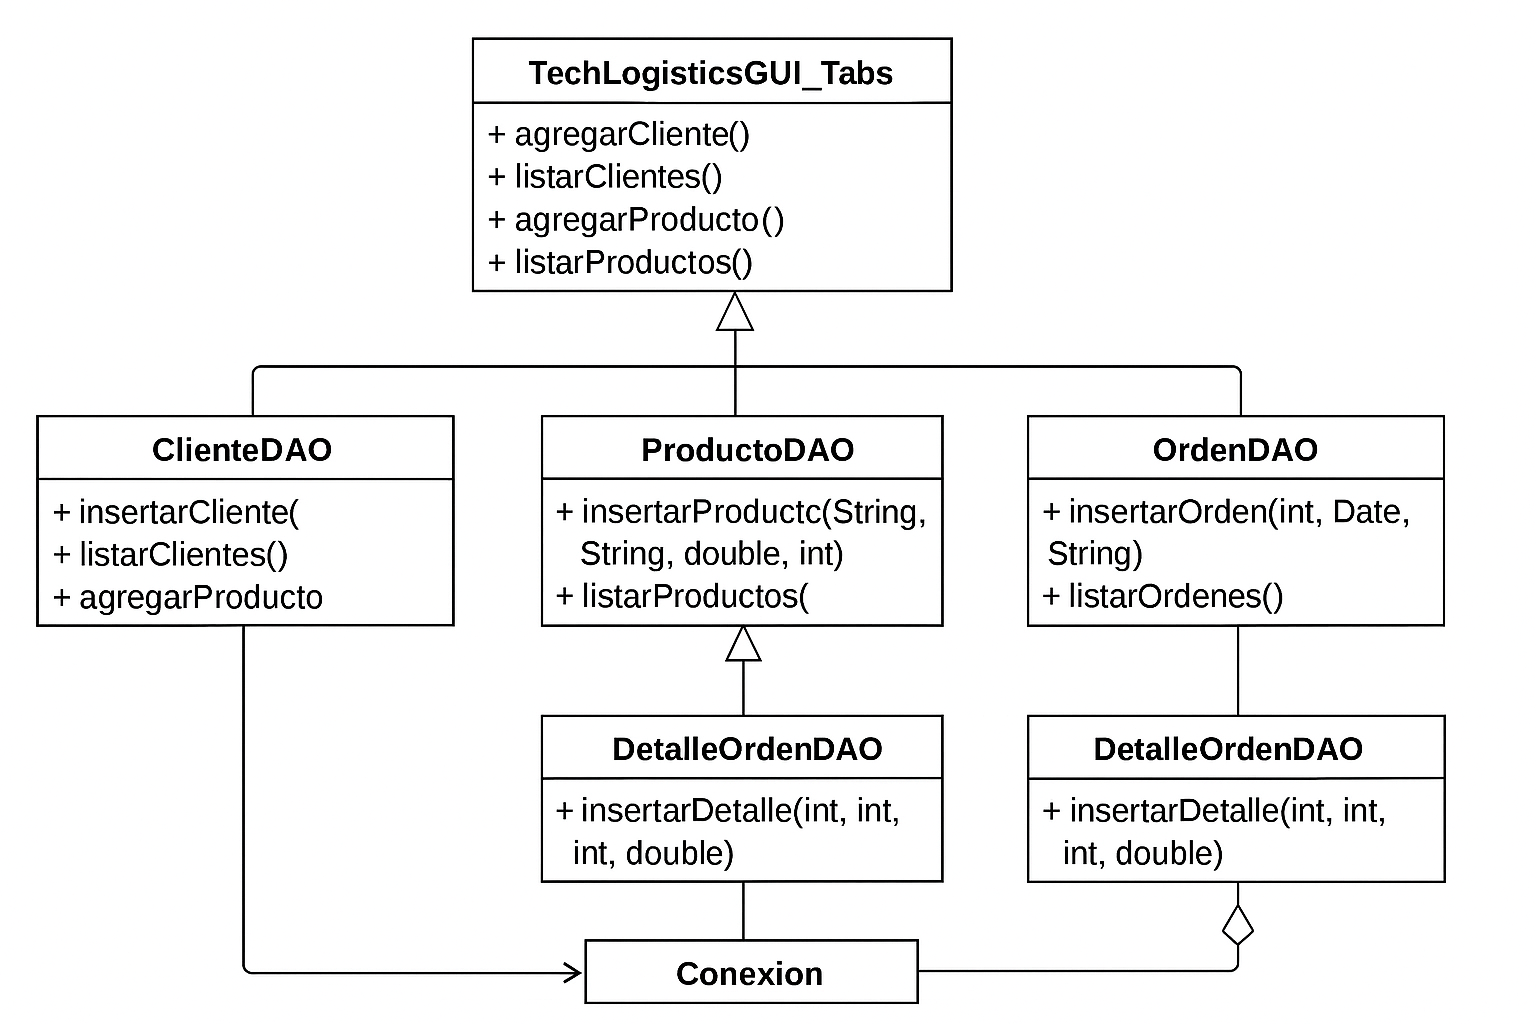 TechLogisticsGUI_Tabs
+ agregarCliente()
+ listarClientes()
+ agregarProducto()
+ listarProductos()
ClienteDAO
+ insertarCliente(
+ listarClientes()
+ agregarProducto
ProductoDAO
+ insertarProductc(String,
String, double, int)
+ listarProductos(
OrdenDAO
+ insertarOrden(int, Date,
String)
+ listarOrdenes()
DetalleOrdenDAO
+ insertarDetalle(int, int,
int, double)
DetalleOrdenDAO
+ insertarDetalle(int, int,
int, double)
Conexion